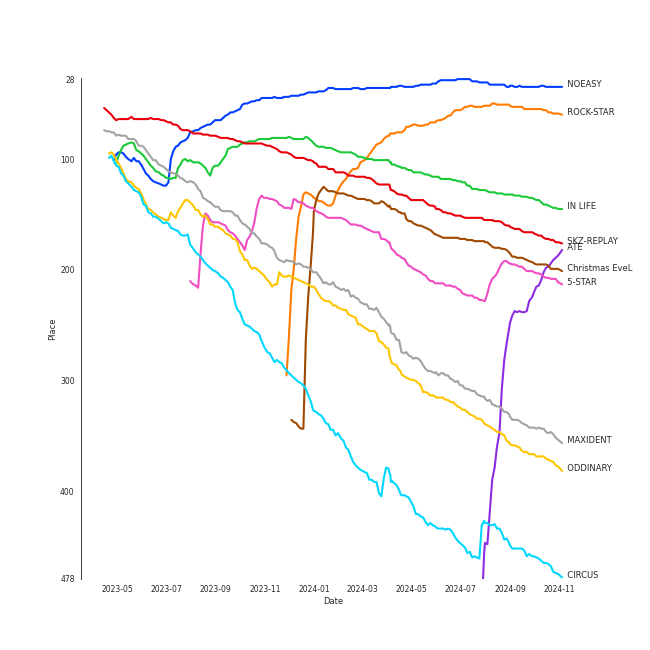 28
100
200
300
400
478
Place
NOEASY
ROCK-STAR
IN LIFE
SKZ-REPLAY
ATE
Christmas EveL
5-STAR
MAXIDENT
ODDINARY
CIRCUS
2023-05 2023-07 2023-09 2023-11 2024-01 2024-03 2024-05 2024-07 2024-09 2024-11
Date